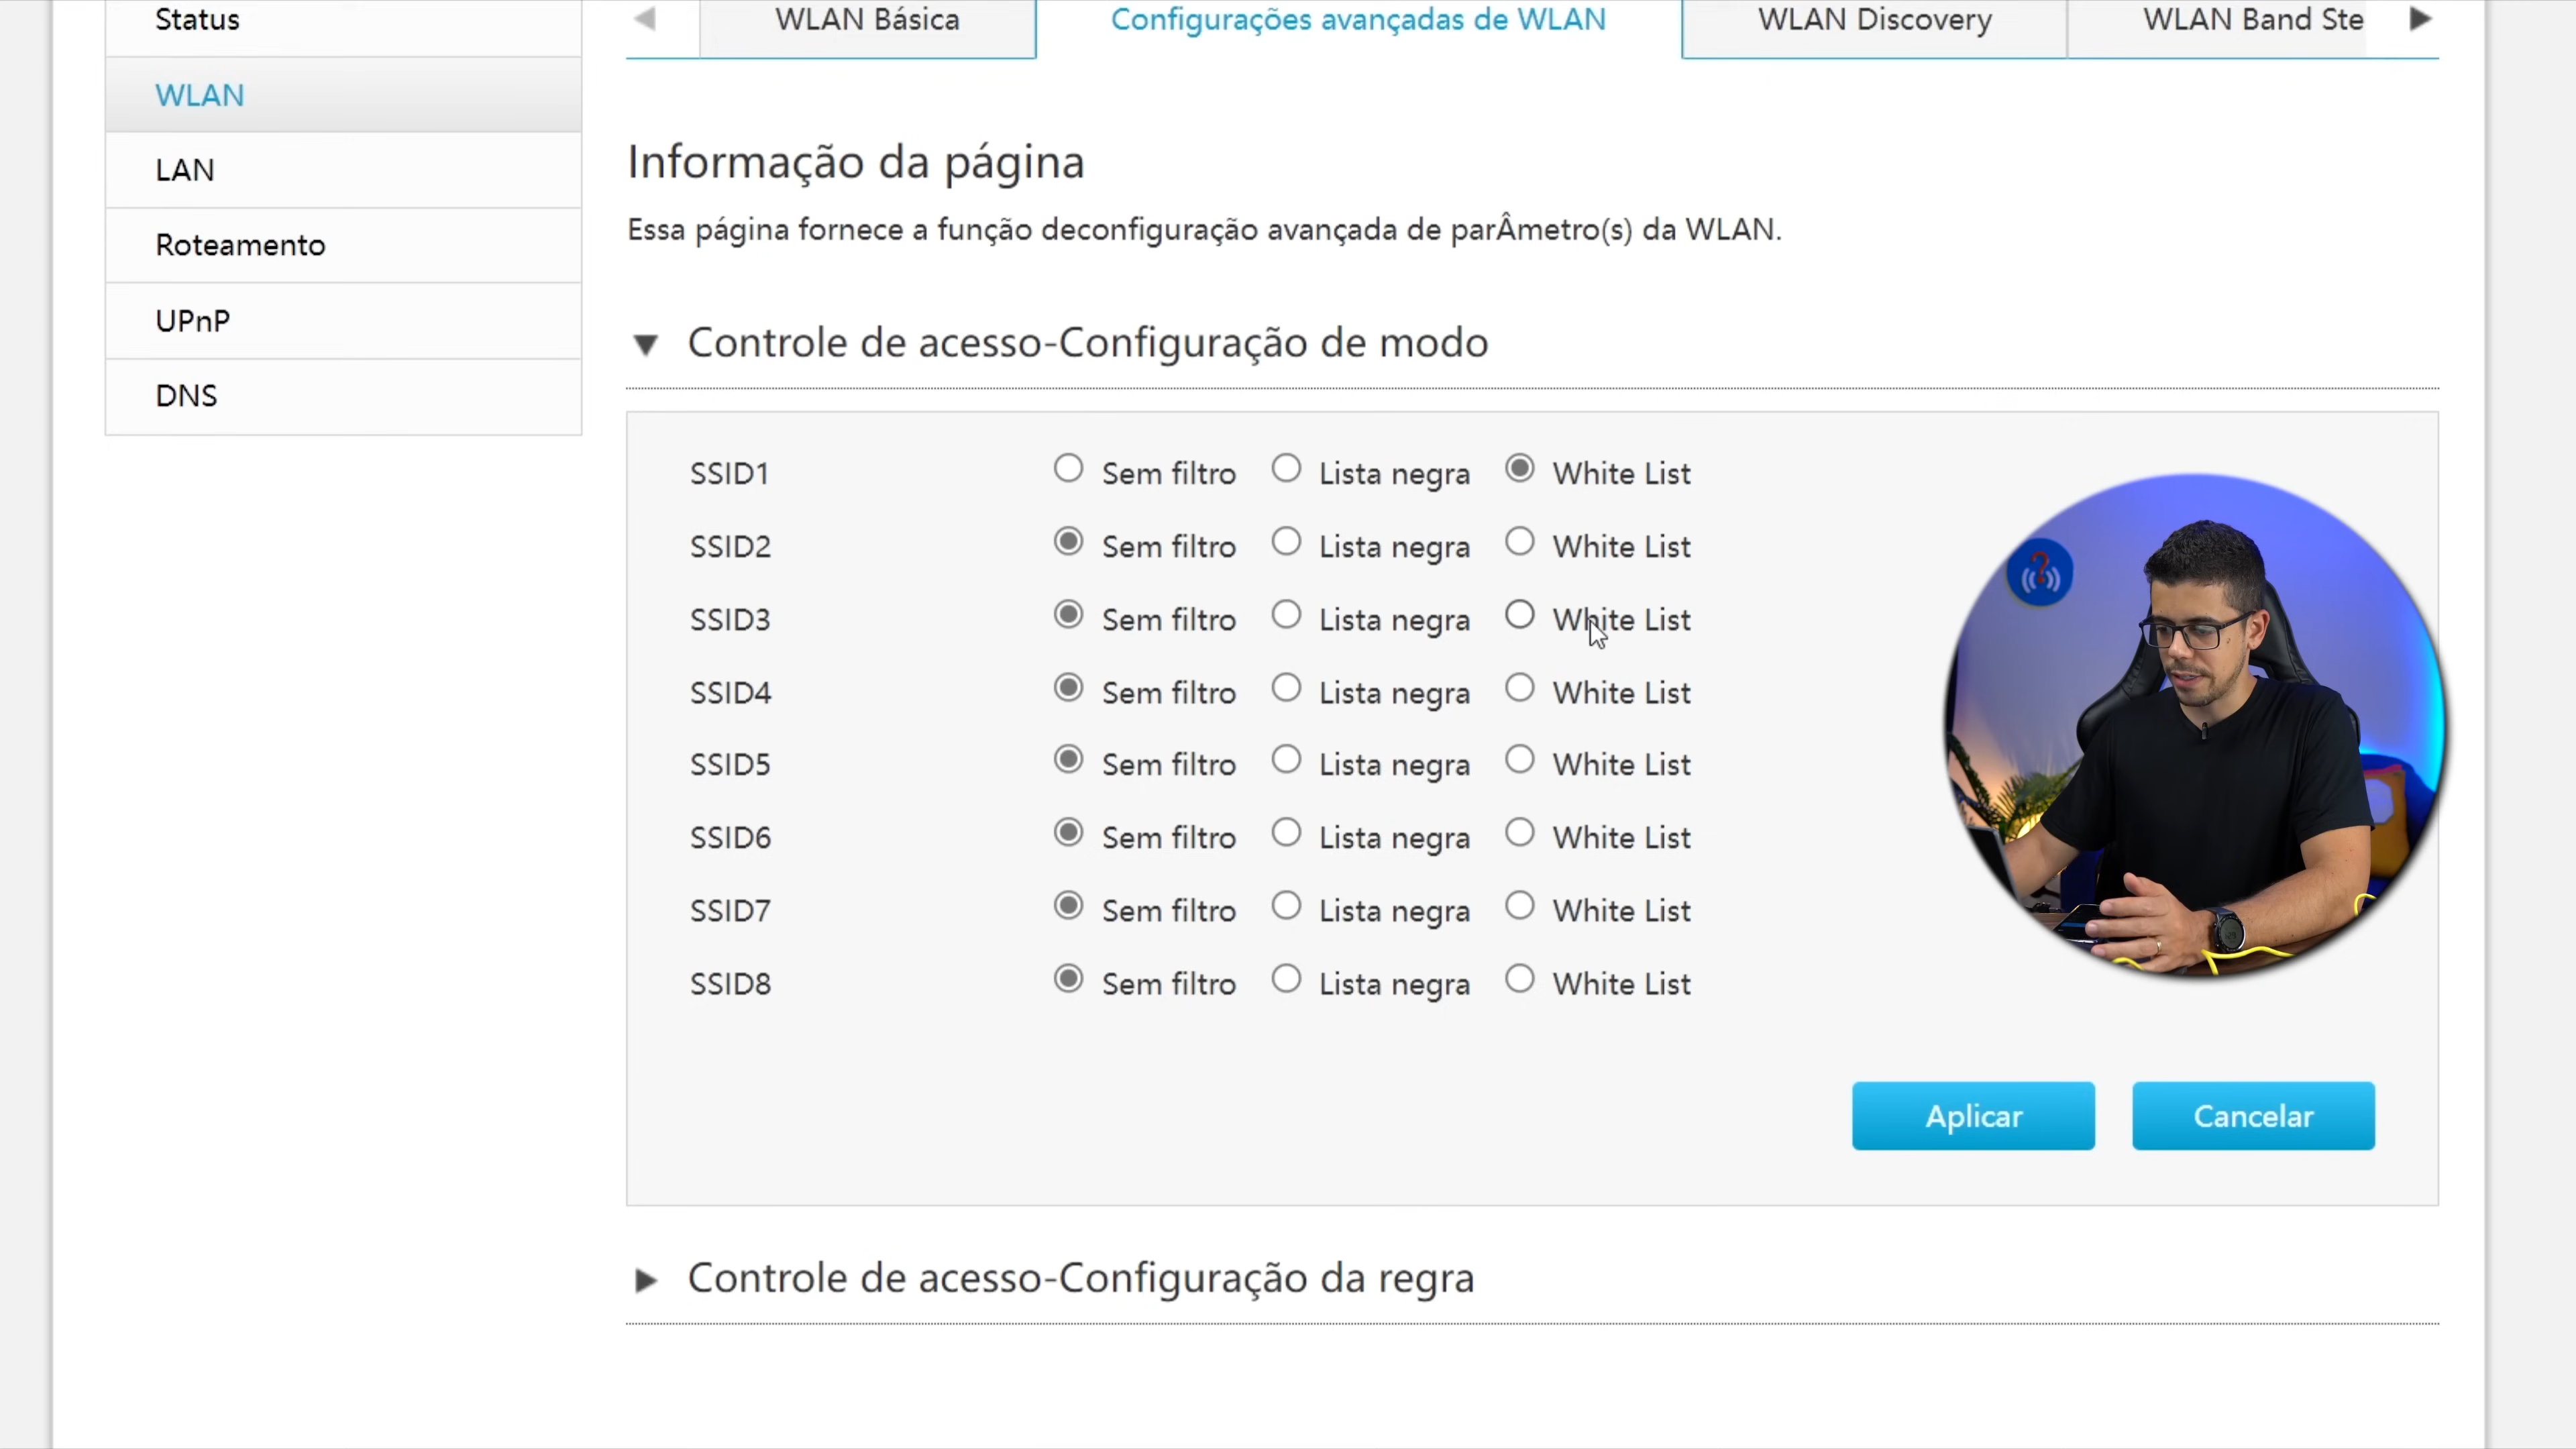 Status
WLAN
LAN
Roteamento
UPnP
DNS
WLAN Básica
Configurações avançadas de WLAN
WLAN Discovery
WLAN Band Ste
Informação da página
Essa página fornece a função deconfiguração avançada de parÂmetro(s) da WLAN.
Controle de acesso-Configuração de modo
SSID1 Sem filtro Lista negra White List
SSID2 Sem filtro Lista negra White List
SSID3 Sem filtro Lista negra White List
SSID4 Sem filtro Lista negra White List
SSID5 Sem filtro Lista negra White List
SSID6 Sem filtro Lista negra White List
SSID7 Sem filtro Lista negra White List
SSID8 Sem filtro Lista negra White List
Aplicar Cancelar
Controle de acesso-Configuração da regra